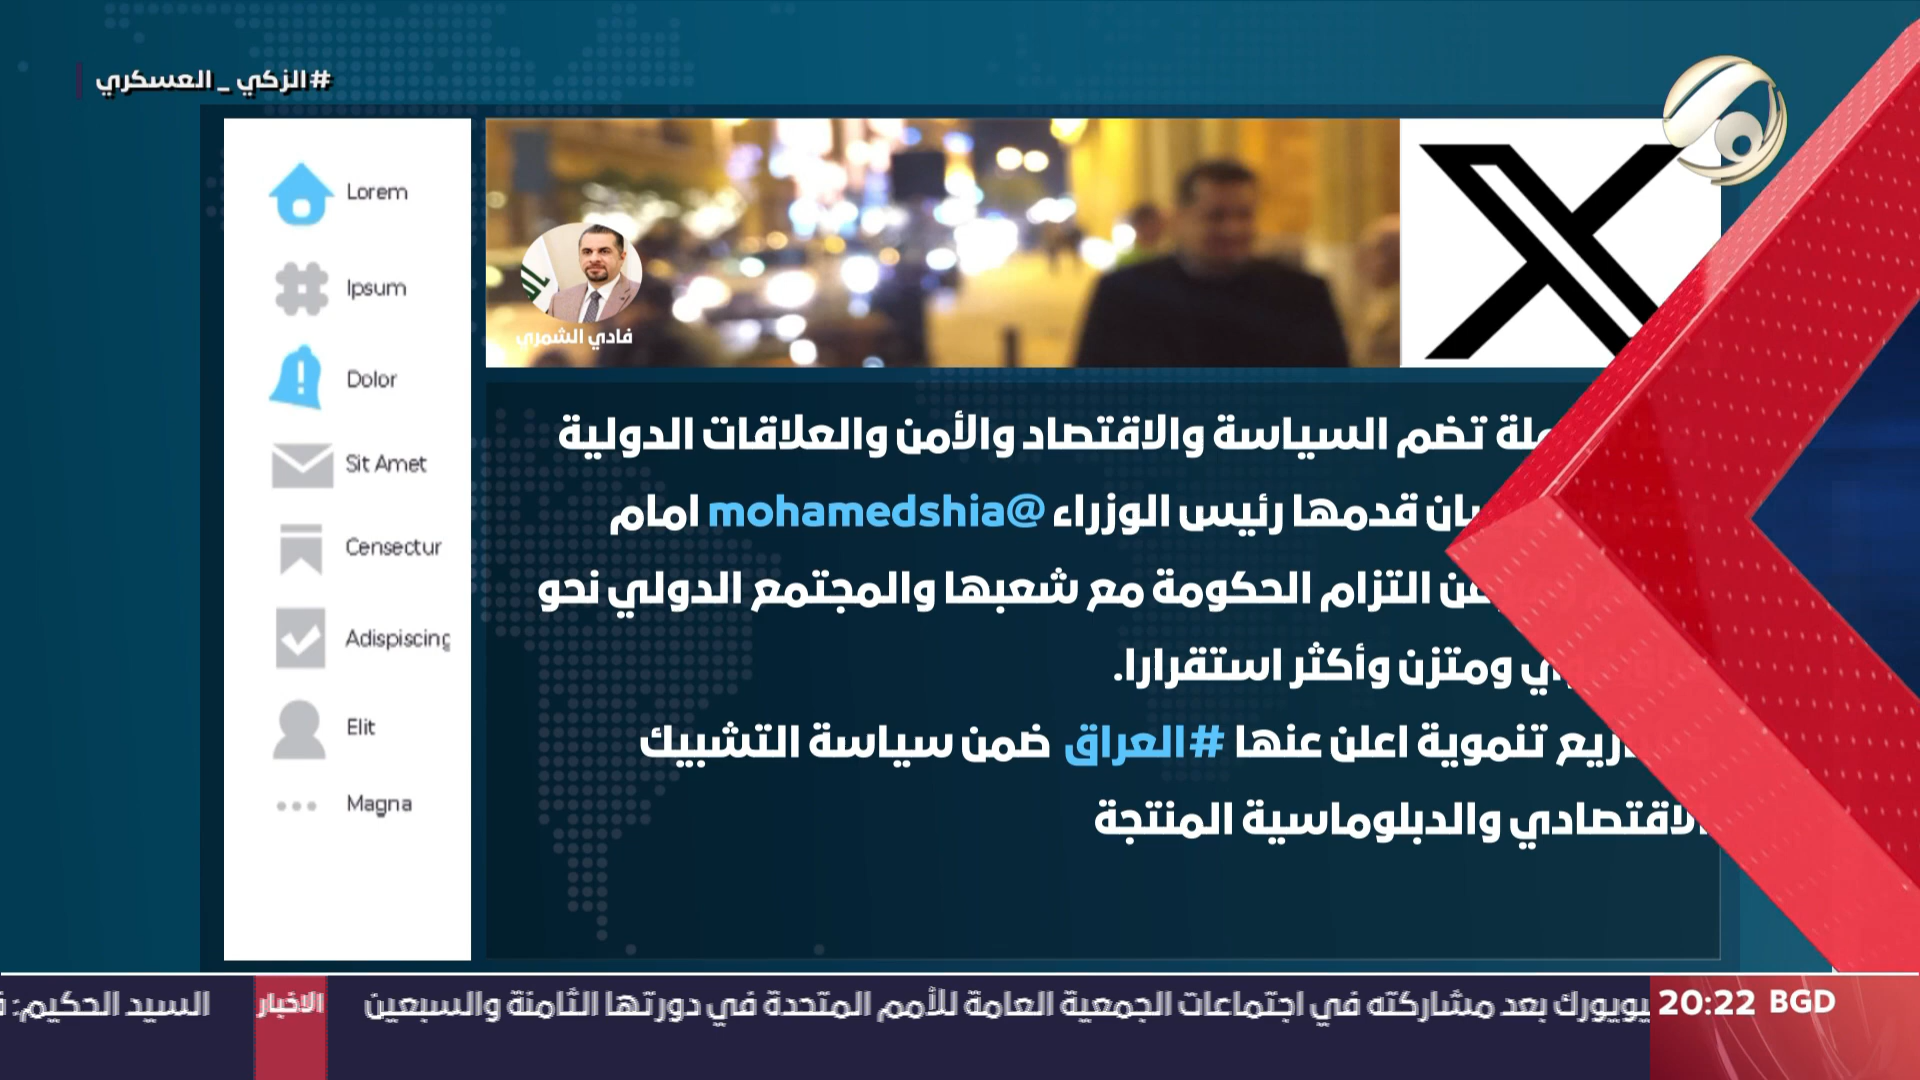 #الزكي _ العسكري
Lorem
Ipsum
Dolor
Sit Amet
Censectur
Adispiscing
Elit
Magna
فادي الشمري
X
تضم السياسة والاقتصاد والأمن والعلاقات الدولية
قدمها رئيس الوزراء @mohamedshia امام
التزام الحكومة مع شعبها والمجتمع الدولي نحو
ومتزن وأكثر استقرارا.
تنموية اعلن عنها #العراق ضمن سياسة التشبيك
الاقتصادي والدبلوماسية المنتجة
بعد مشاركته في اجتماعات الجمعية العامة للأمم المتحدة في دورتها الثامنة والسبعين
الاخبار
السيد الحكيم:
20:22 BGD